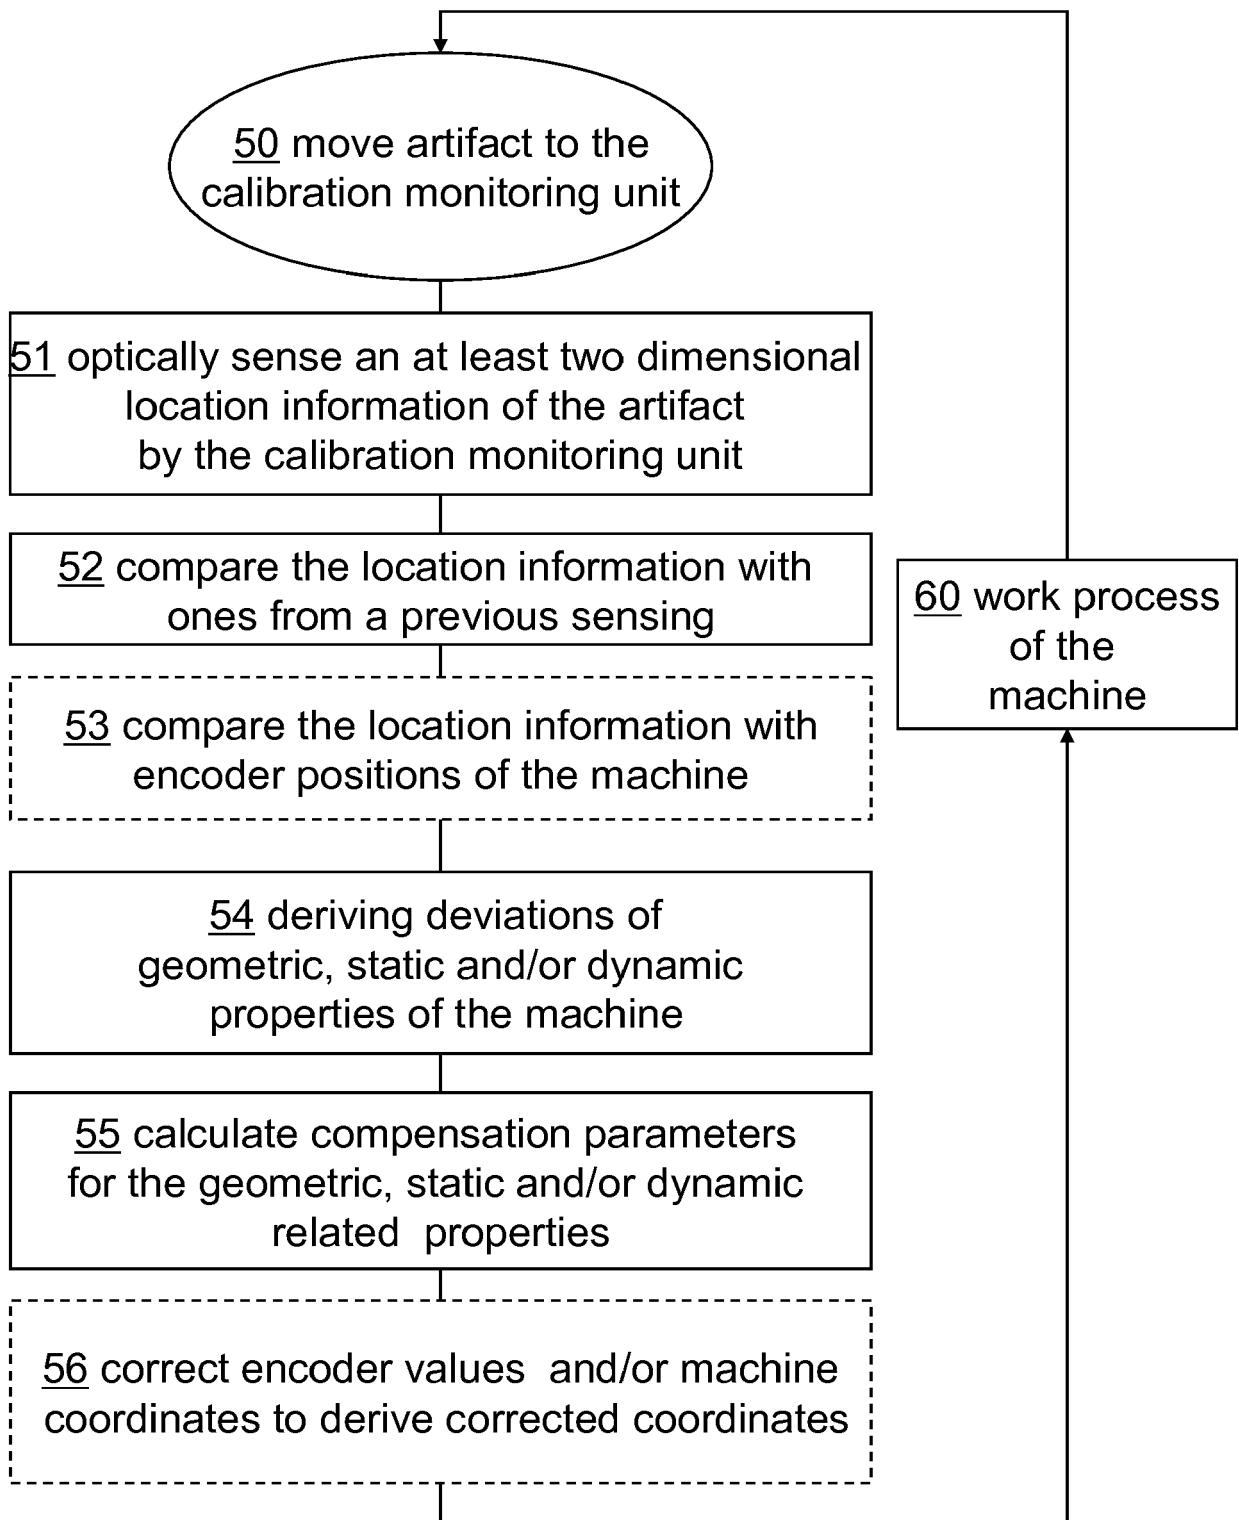 50 move artifact to the
calibration monitoring unit
51 optically sense an at least two dimensional
location information of the artifact
by the calibration monitoring unit
52 compare the location information with
ones from a previous sensing
53 compare the location information with
encoder positions of the machine
54 deriving deviations of
geometric, static and/or dynamic
properties of the machine
55 calculate compensation parameters
for the geometric, static and/or dynamic
related properties
56 correct encoder values and/or machine
coordinates to derive corrected coordinates
60 work process
of the
machine